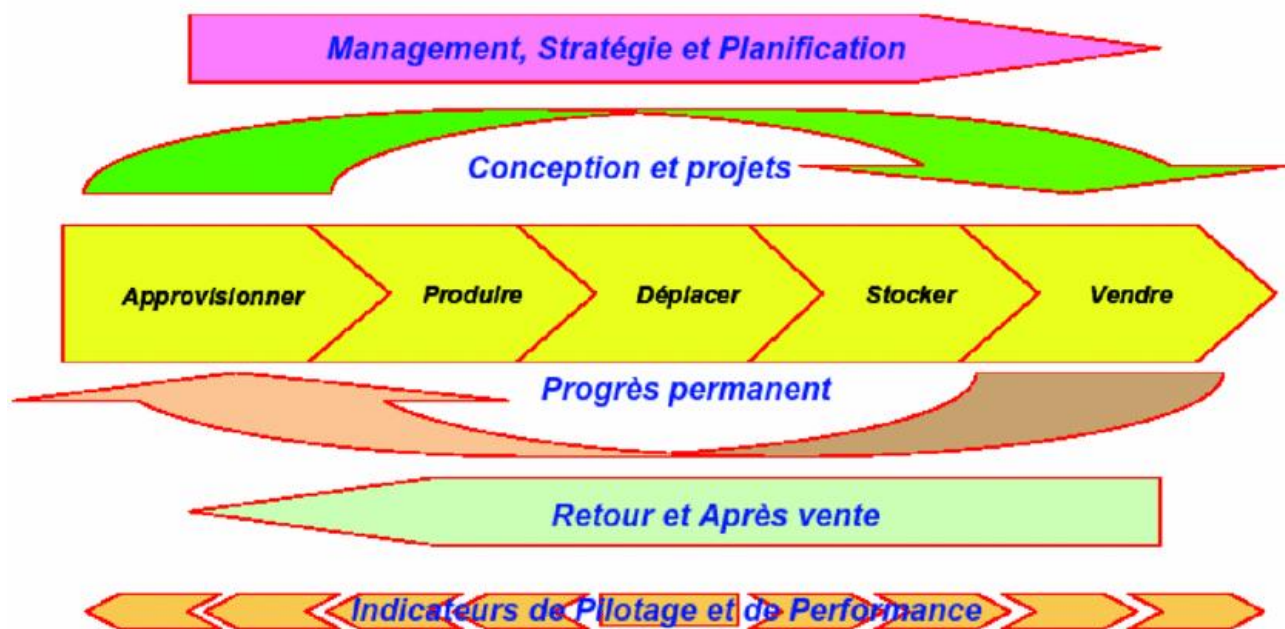 Management, Stratégie et Planification
Conception et projets
Approvisionner
Produire
Déplacer
Stocker
Vendre
Progrès permanent
Retour et Après vente
Indicateurs de Pilotage et de Performance